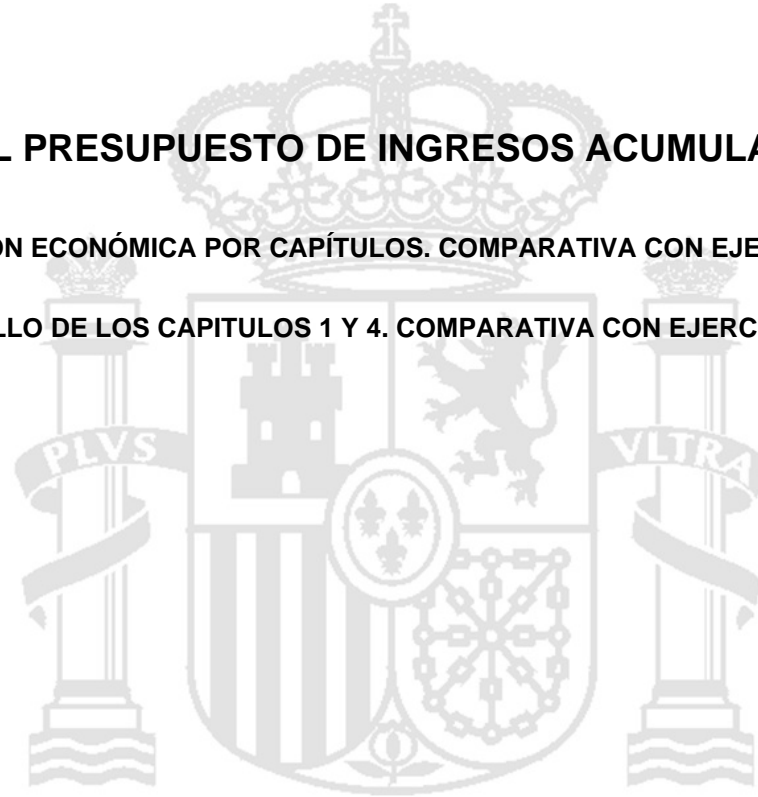 L PRESUPUESTO DE INGRESOS ACUMULA
ÓN ECONÓMICA POR CAPÍTULOS. COMPARATIVA CON EJE
LLO DE LOS CAPITULOS 1 Y 4. COMPARATIVA CON EJERC
PLVS
VLTRA